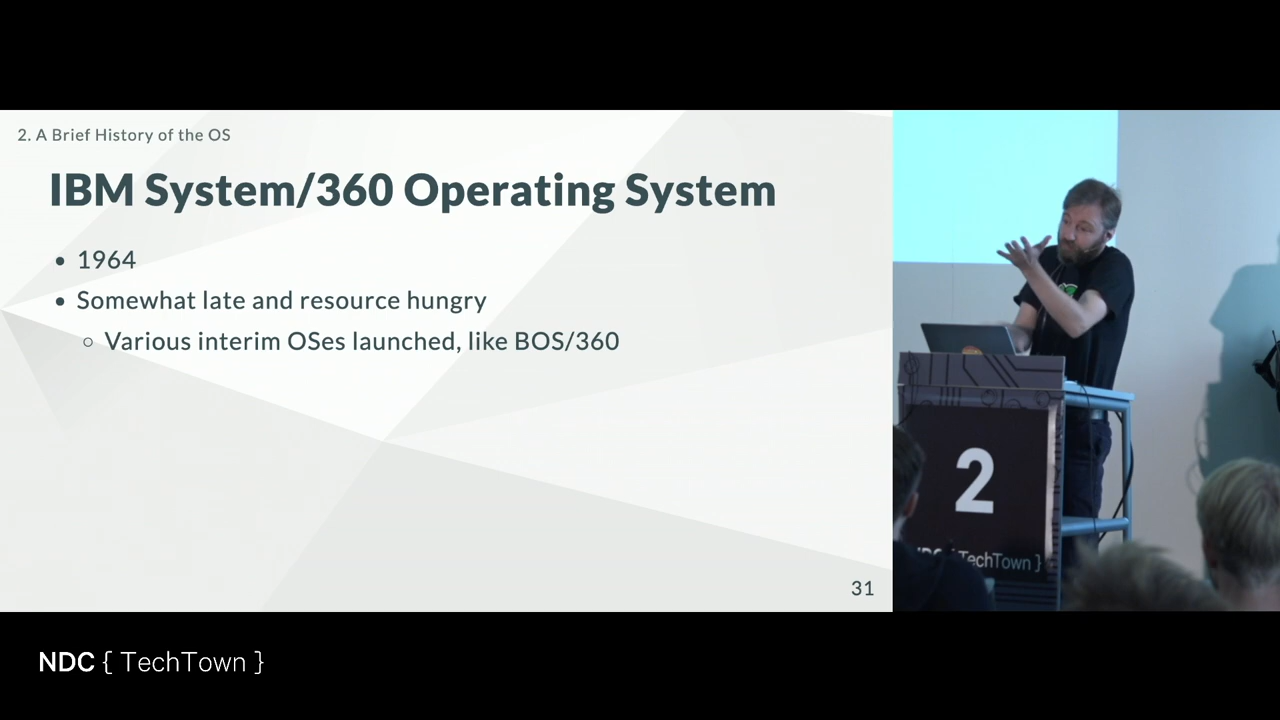 2. A Brief History of the OS
IBM System/360 Operating System
• 1964
• Somewhat late and resource hungry
○ Various interim OSes launched, like BOS/360
31
2
{ TechTown }
NDC { TechTown }